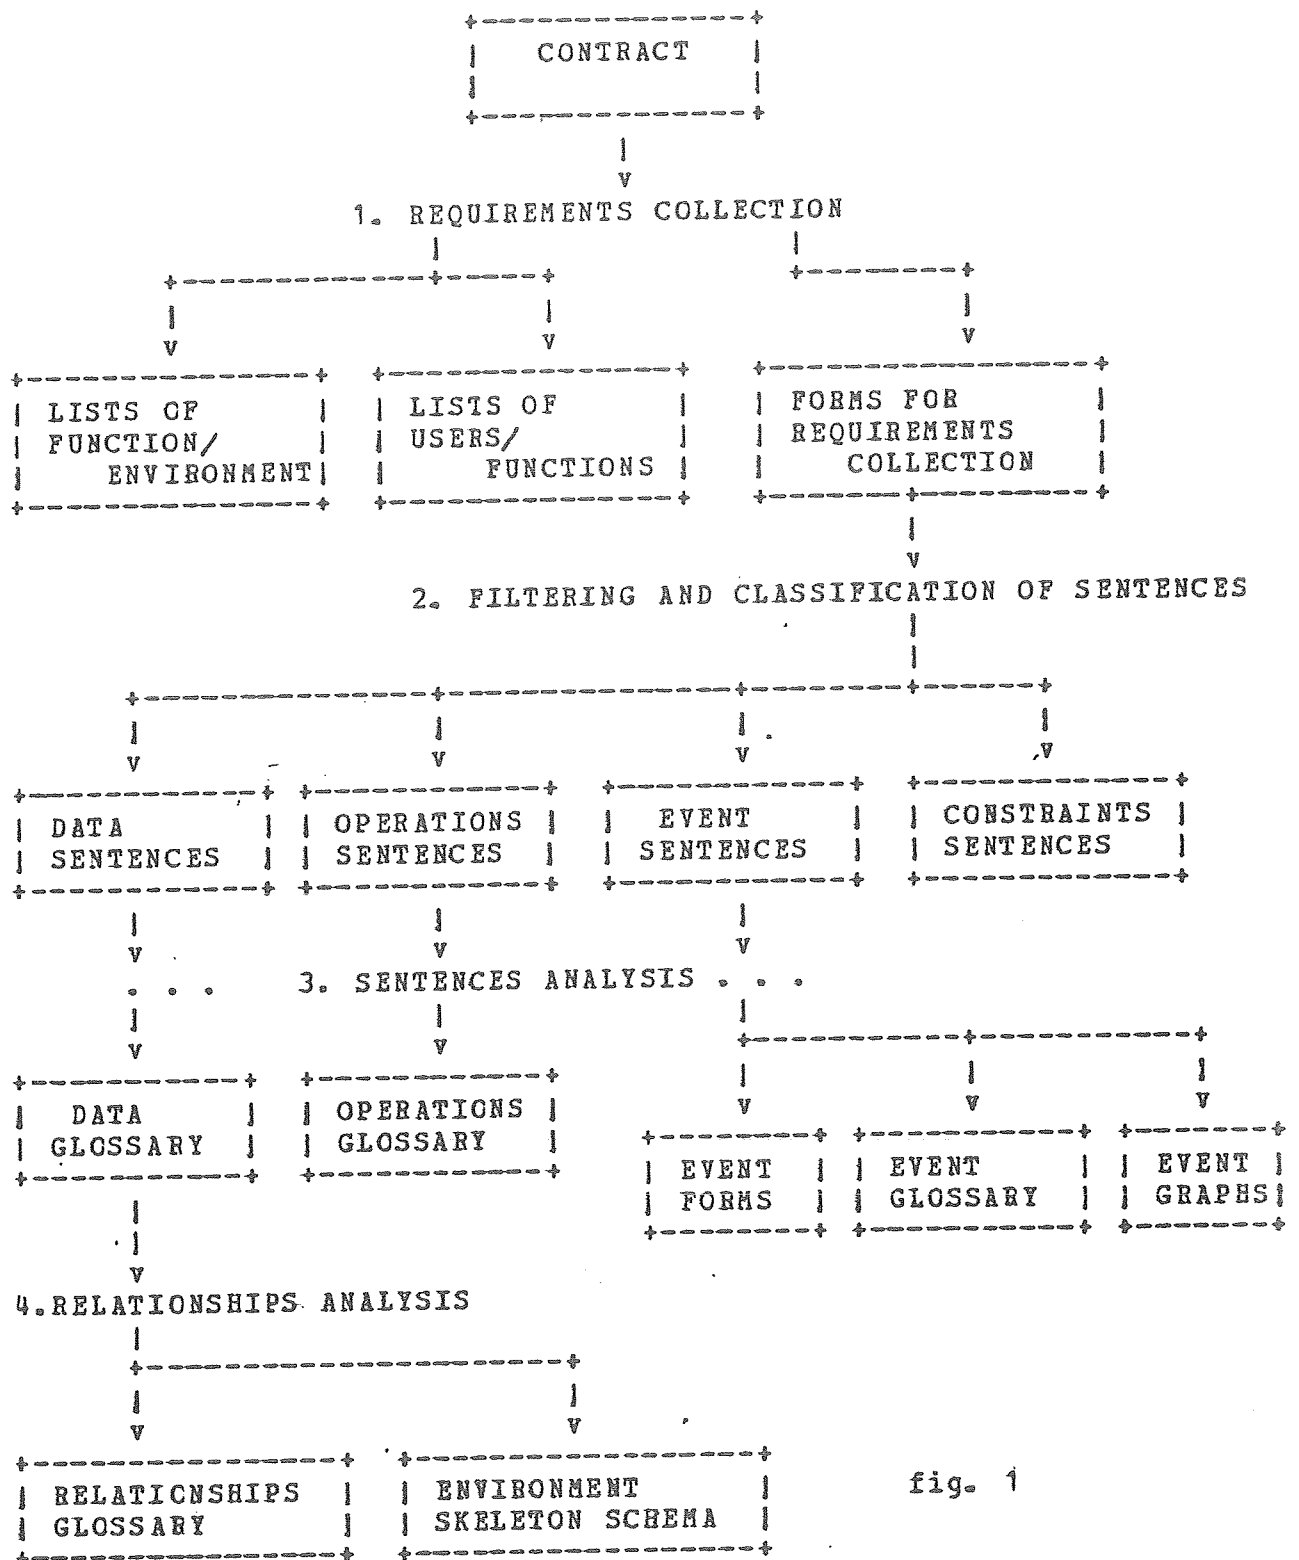 CONTRACT
1. REQUIREMENTS COLLECTION
LISTS OF
FUNCTION/
ENVIRONMENT
LISTS OF
USERS/
FUNCTIONS
FORMS FOR
REQUIREMENTS
COLLECTION
2. FILTERING AND CLASSIFICATION OF SENTENCES
DATA
SENTENCES
OPERATIONS
SENTENCES
EVENT
SENTENCES
CONSTRAINTS
SENTENCES
. . . 3. SENTENCES ANALYSIS . . .
DATA
GLOSSARY
OPERATIONS
GLOSSARY
EVENT
FORMS
EVENT
GLOSSARY
EVENT
GRAPHS
4.RELATIONSHIPS ANALYSIS
RELATIONSHIPS
GLOSSARY
ENVIRONMENT
SKELETON SCHEMA
fig. 1